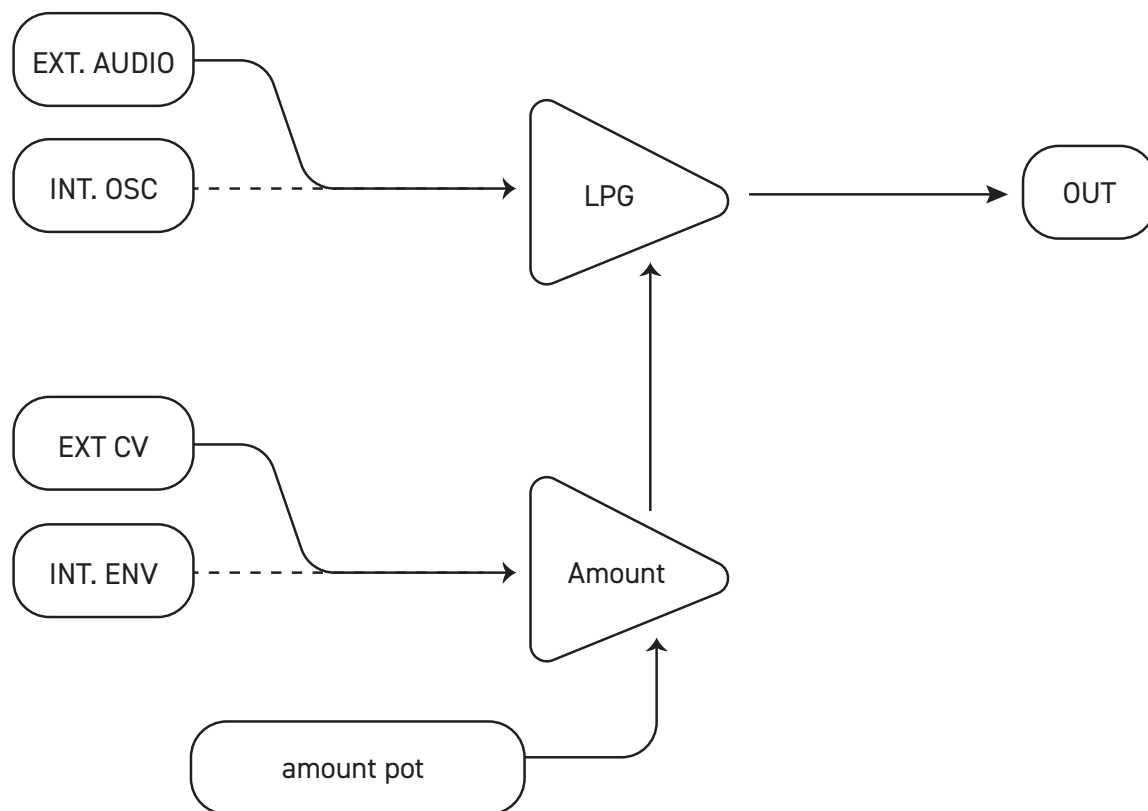 EXT. AUDIO
INT. OSC
LPG
OUT
EXT CV
INT. ENV
Amount
amount pot